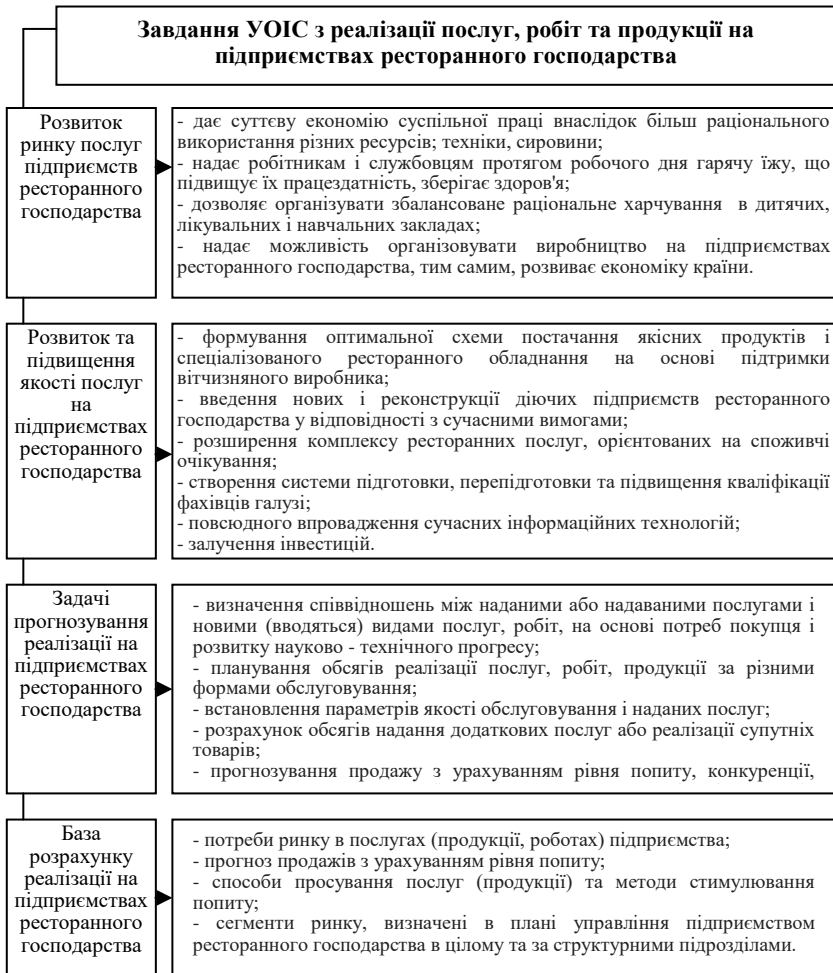 Завдання УОІС з реалізації послуг, робіт та продукції на
підприємствах ресторанного господарства
Розвиток
ринку послуг
підприємств
ресторанного
господарства
- дає суттєву економію суспільної праці внаслідок більш раціонального
використання різних ресурсів; техніки, сировини;
- надає робітникам і службовцям протягом робочого дня гарячу їжу, що
підвищує їх працездатність, зберігає здоров'я;
- дозволяє організувати збалансоване раціональне харчування в дитячих,
лікувальних і навчальних закладах;
- надає можливість організовувати виробництво на підприємствах
ресторанного господарства, тим самим, розвиває економіку країни.
Розвиток та
підвищення
якості послуг
на
підприємствах
ресторанного
господарства
- формування оптимальної схеми постачання якісних продуктів і
спеціалізованого ресторанного обладнання на основі підтримки
вітчизняного виробника;
- введення нових і реконструкції діючих підприємств ресторанного
господарства у відповідності з сучасними вимогами;
- розширення комплексу ресторанних послуг, орієнтованих на споживчі
очікування;
- створення системи підготовки, перепідготовки та підвищення кваліфікації
фахівців галузі;
- повсюдного впровадження сучасних інформаційних технологій;
- залучення інвестицій.
Задачі
прогнозування
реалізації на
підприємствах
ресторанного
господарства
- визначення співвідношень між наданими або надаваними послугами і
новими (вводяться) видами послуг, робіт, на основі потреб покупця і
розвитку науково - технічного прогресу;
- планування обсягів реалізації послуг, робіт, продукції за різними
формами обслуговування;
- встановлення параметрів якості обслуговування і наданих послуг;
- розрахунок обсягів надання додаткових послуг або реалізації супутніх
товарів;
- прогнозування продажу з урахуванням рівня попиту, конкуренції,
База
розрахунку
реалізації на
підприємствах
ресторанного
господарства
- потреби ринку в послугах (продукції, роботах) підприємства;
- прогноз продажів з урахуванням рівня попиту;
- способи просування послуг (продукції) та методи стимулювання
попиту;
- сегменти ринку, визначені в плані управління підприємством
ресторанного господарства в цілому та за структурними підрозділами.